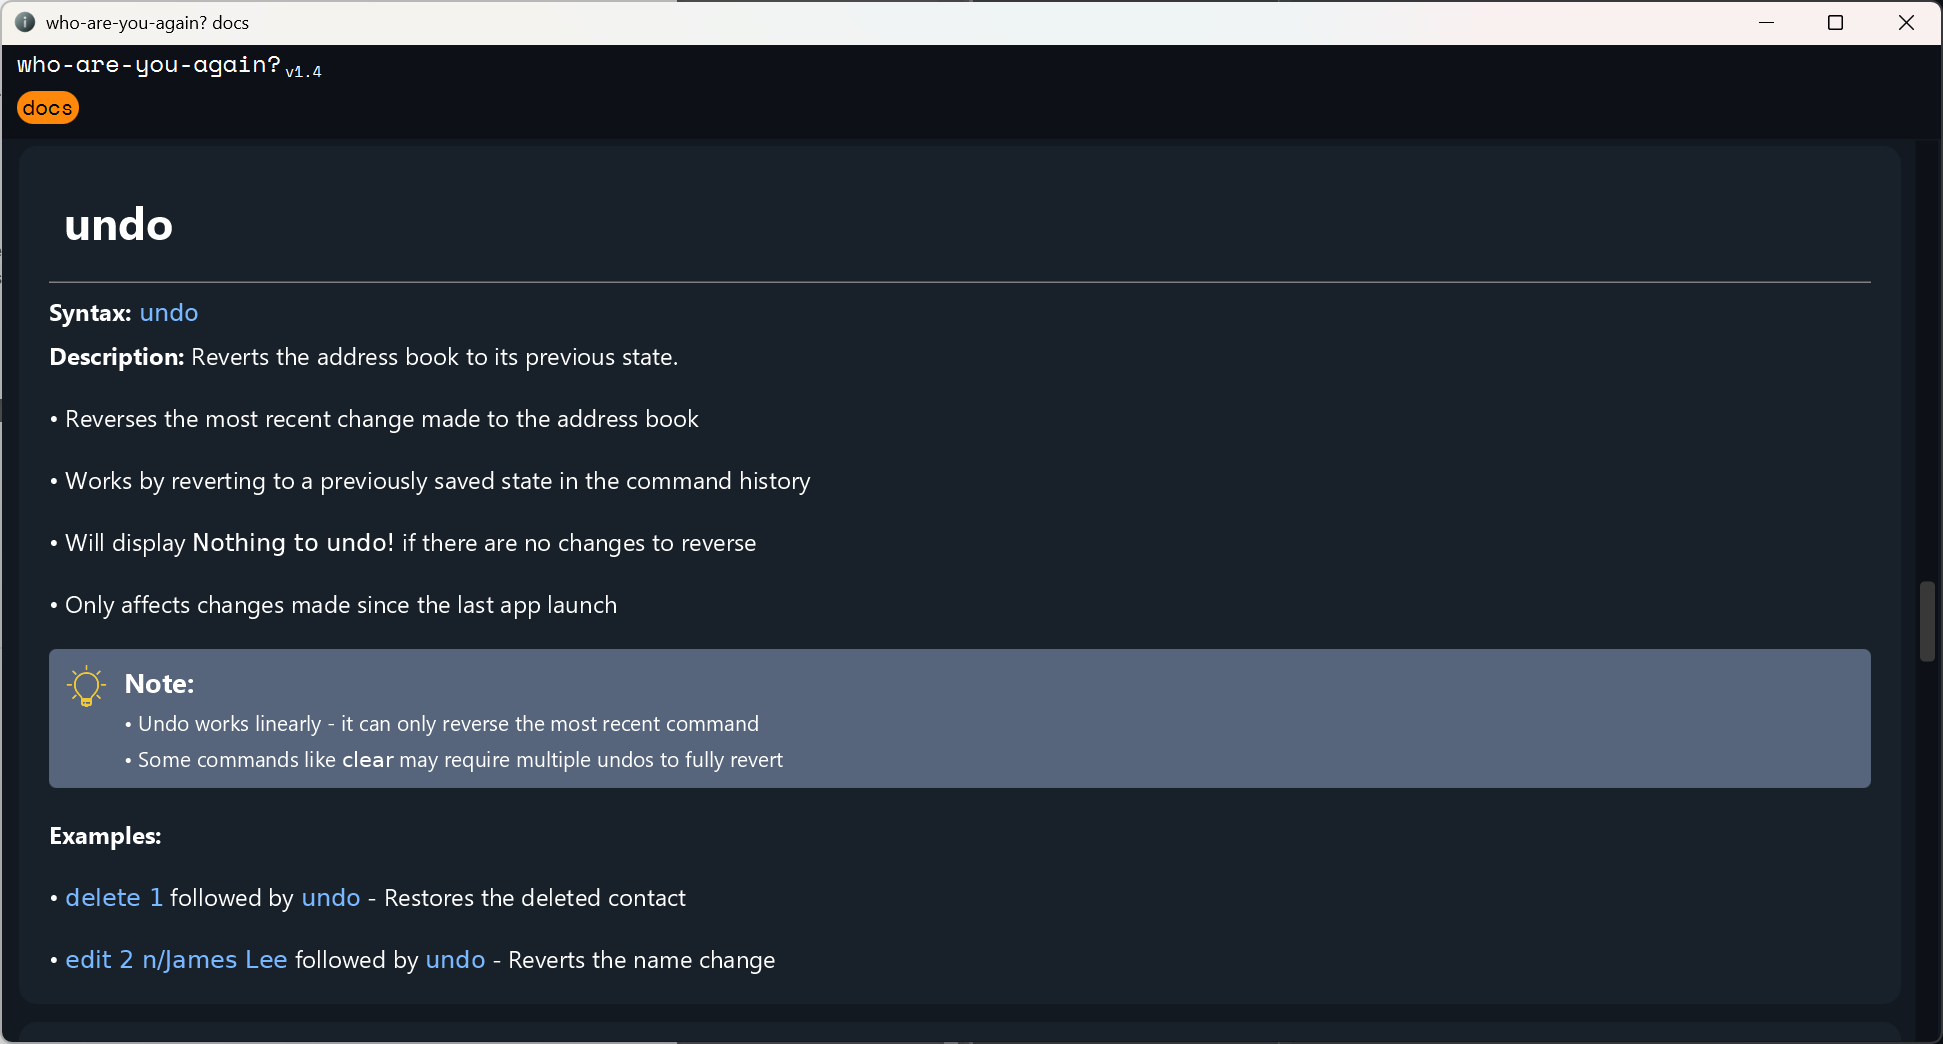 who-are-you-again? docs
who-are-you-again? v1.4
docs
undo
Syntax: undo
Description: Reverts the address book to its previous state.
• Reverses the most recent change made to the address book
• Works by reverting to a previously saved state in the command history
• Will display Nothing to undo! if there are no changes to reverse
• Only affects changes made since the last app launch
Note:
• Undo works linearly - it can only reverse the most recent command
• Some commands like clear may require multiple undos to fully revert
Examples:
• delete 1 followed by undo - Restores the deleted contact
• edit 2 n/James Lee followed by undo - Reverts the name change